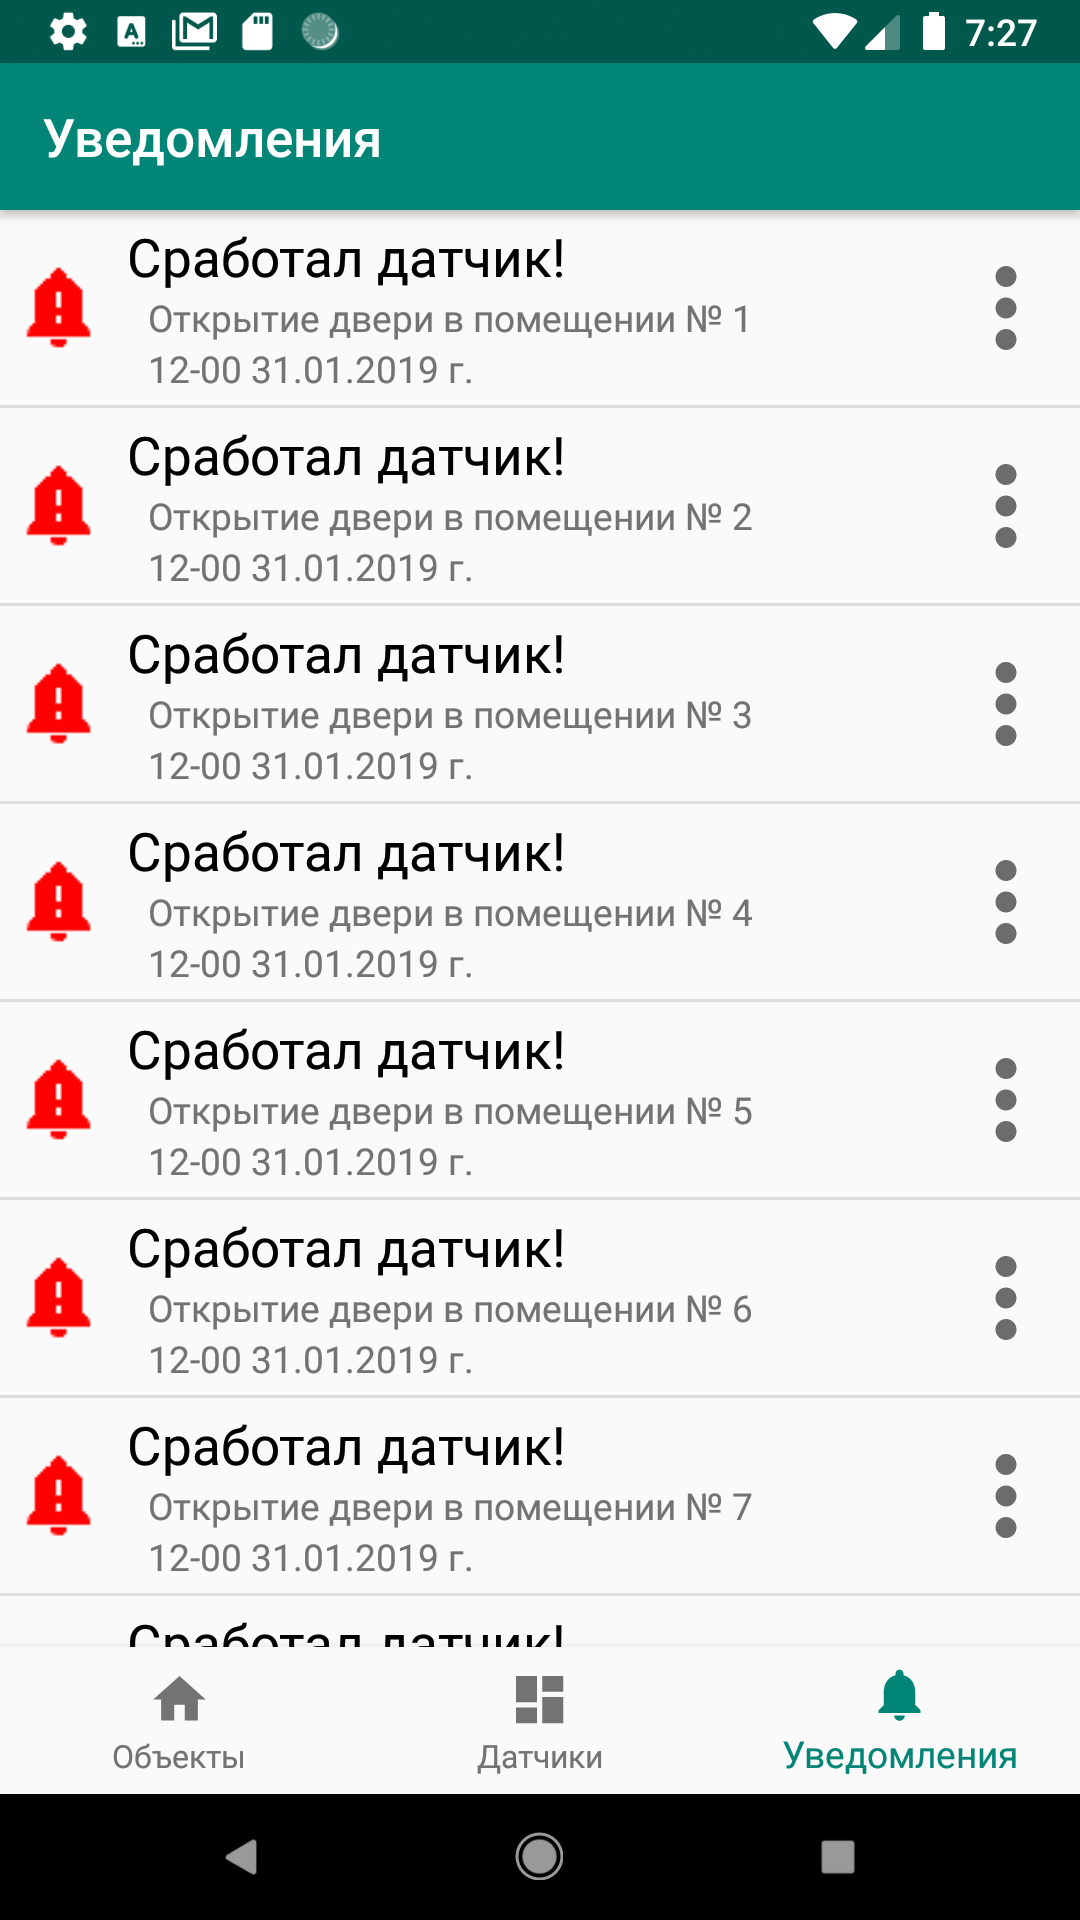 7:27
Уведомления
Сработал датчик!
Открытие двери в помещении № 1
12-00 31.01.2019 г.
Сработал датчик!
Открытие двери в помещении № 2
12-00 31.01.2019 г.
Сработал датчик!
Открытие двери в помещении № 3
12-00 31.01.2019 г.
Сработал датчик!
Открытие двери в помещении № 4
12-00 31.01.2019 г.
Сработал датчик!
Открытие двери в помещении № 5
12-00 31.01.2019 г.
Сработал датчик!
Открытие двери в помещении № 6
12-00 31.01.2019 г.
Сработал датчик!
Открытие двери в помещении № 7
12-00 31.01.2019 г.
Сработал датчик!
Объекты
Датчики
Уведомления